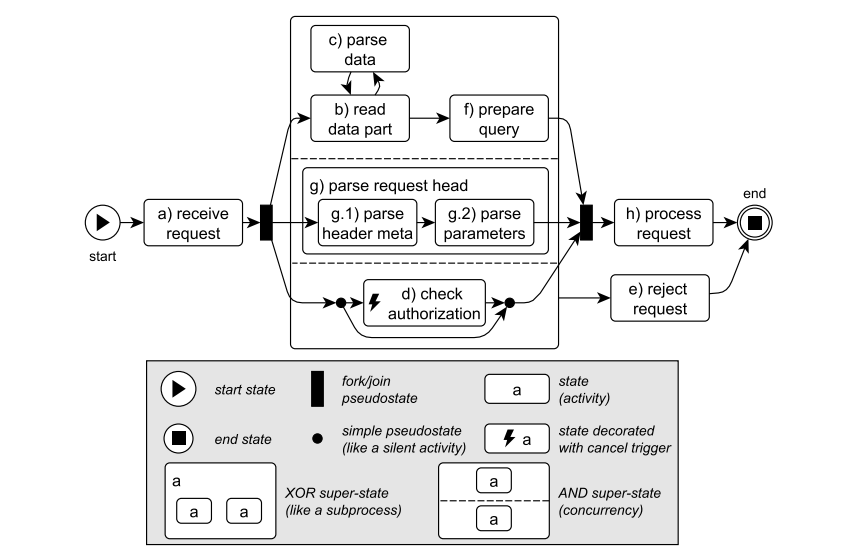 c) parse
data
b) read
data part
f) prepare
query
g) parse request head
a) receive
request
g.1) parse
header meta
g.2) parse
parameters
h) process
request
end
start
d) check
authorization
e) reject
request
start state
fork/join
pseudostate
a
state
(activity)
end state
simple pseudostate
(like a silent activity)
a
state decorated
with cancel trigger
a
a
a
XOR super-state
(like a subprocess)
a
a
AND super-state
(concurrency)